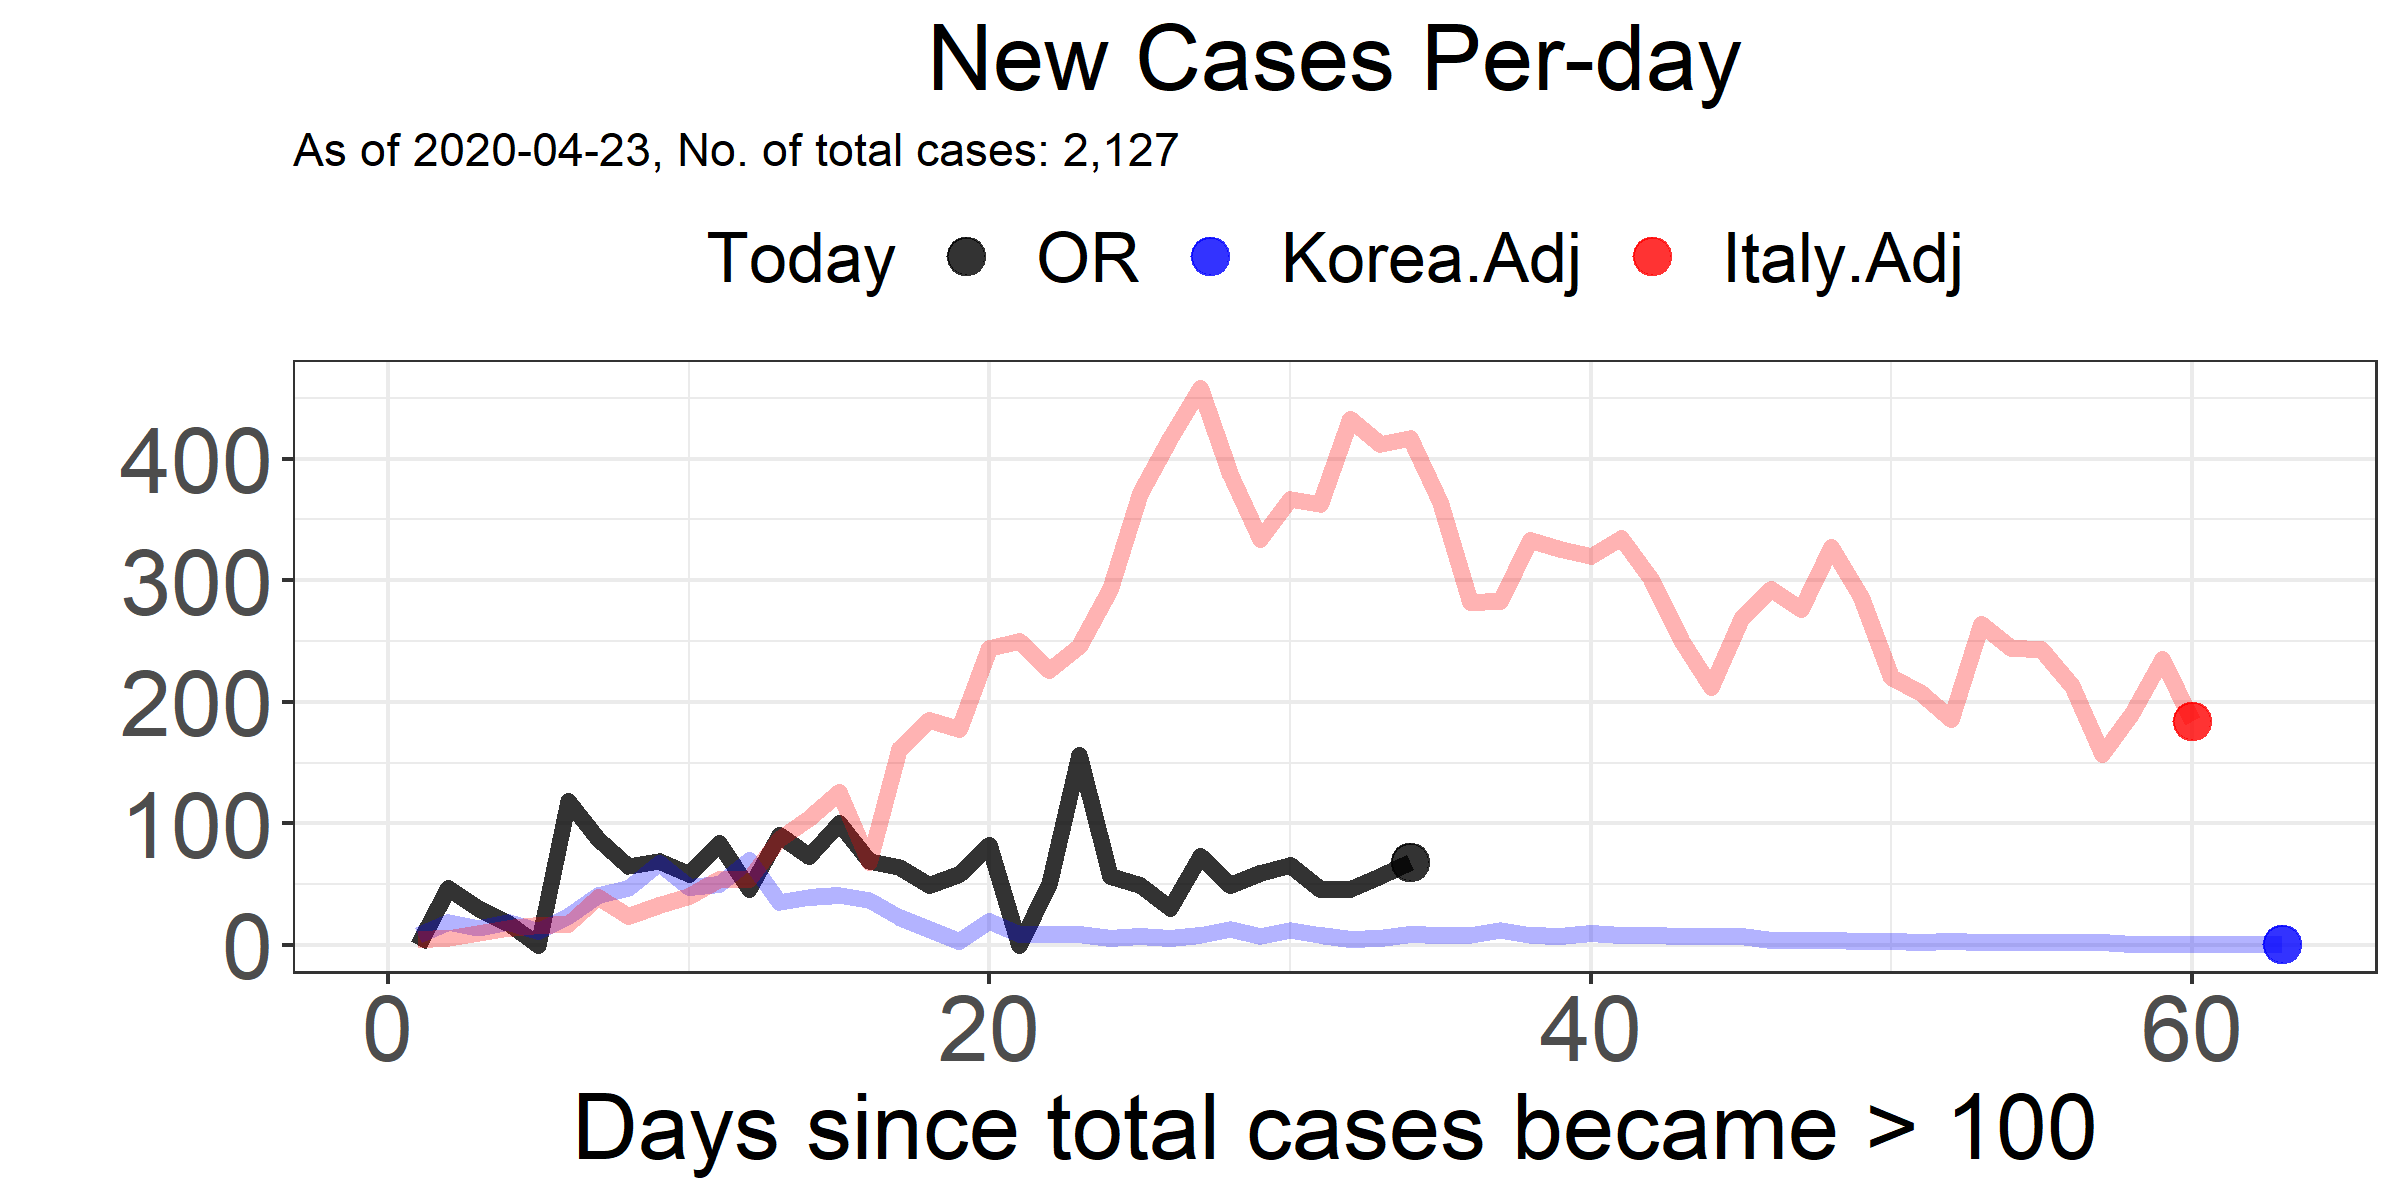 New Cases Per-day
As of 2020-04-23, No. of total cases: 2,127
Today OR Korea.Adj Italy.Adj
400
300
200
100
0
0 20 40 60
Days since total cases became > 100